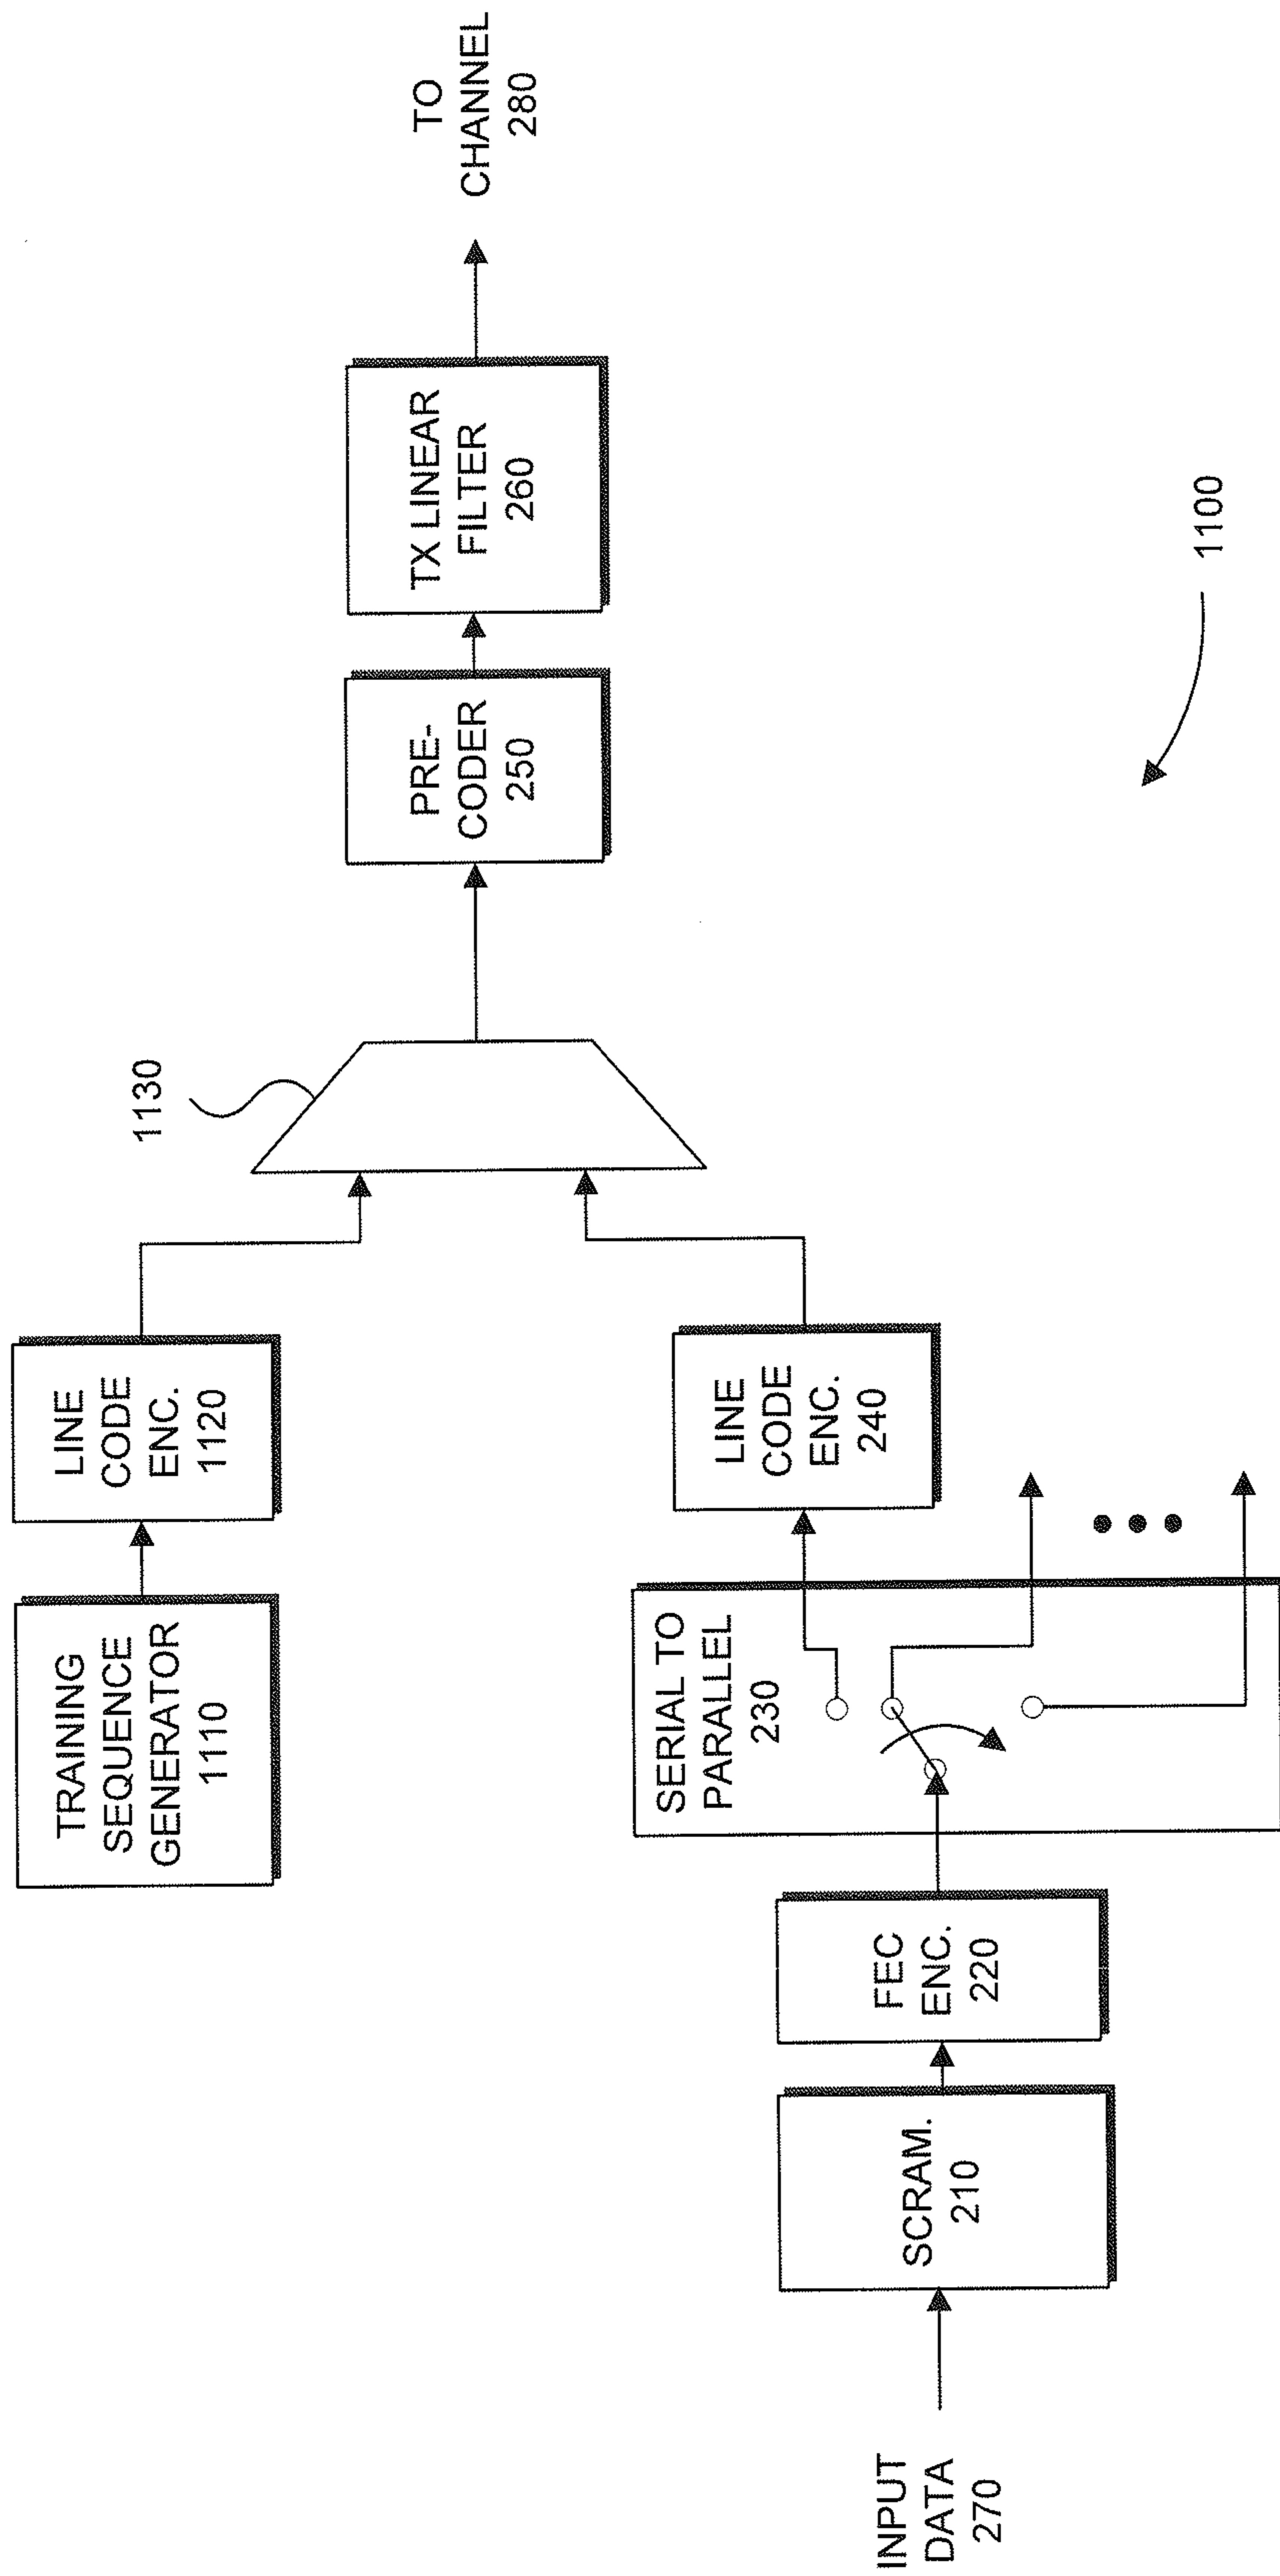 TRAINING
SEQUENCE
GENERATOR
1110
LINE
CODE
ENC.
1120
1130
INPUT
DATA
270
SCRAM.
210
FEC
ENC.
220
SERIAL TO
PARALLEL
230
LINE
CODE
ENC.
240
PRE-
CODER
250
TX LINEAR
FILTER
260
TO
CHANNEL
280
1100